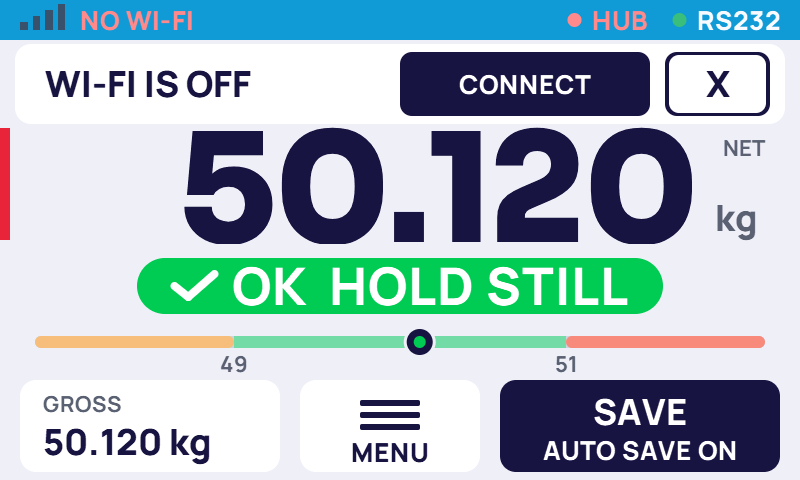 NO WI-FI HUB RS232
WI-FI IS OFF CONNECT X
50.120 NET kg
OK HOLD STILL
49 51
GROSS
50.120 kg
MENU
SAVE
AUTO SAVE ON